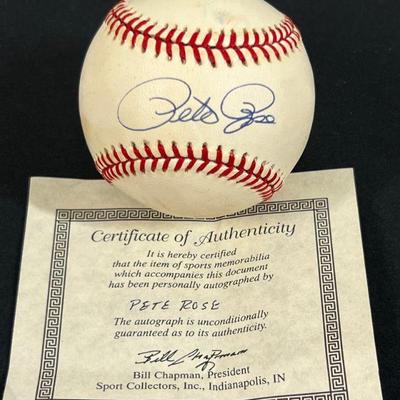 Pete Rose
Certificate of Authenticity
It is hereby certified
that the item of sports memorabilia
which accompanies this document
has been personally autographed by
PETE ROSE
The autograph is unconditionally
guaranteed as to its authenticity.
Bill Chapman
Bill Chapman, President
Sport Collectors, Inc., Indianapolis, IN